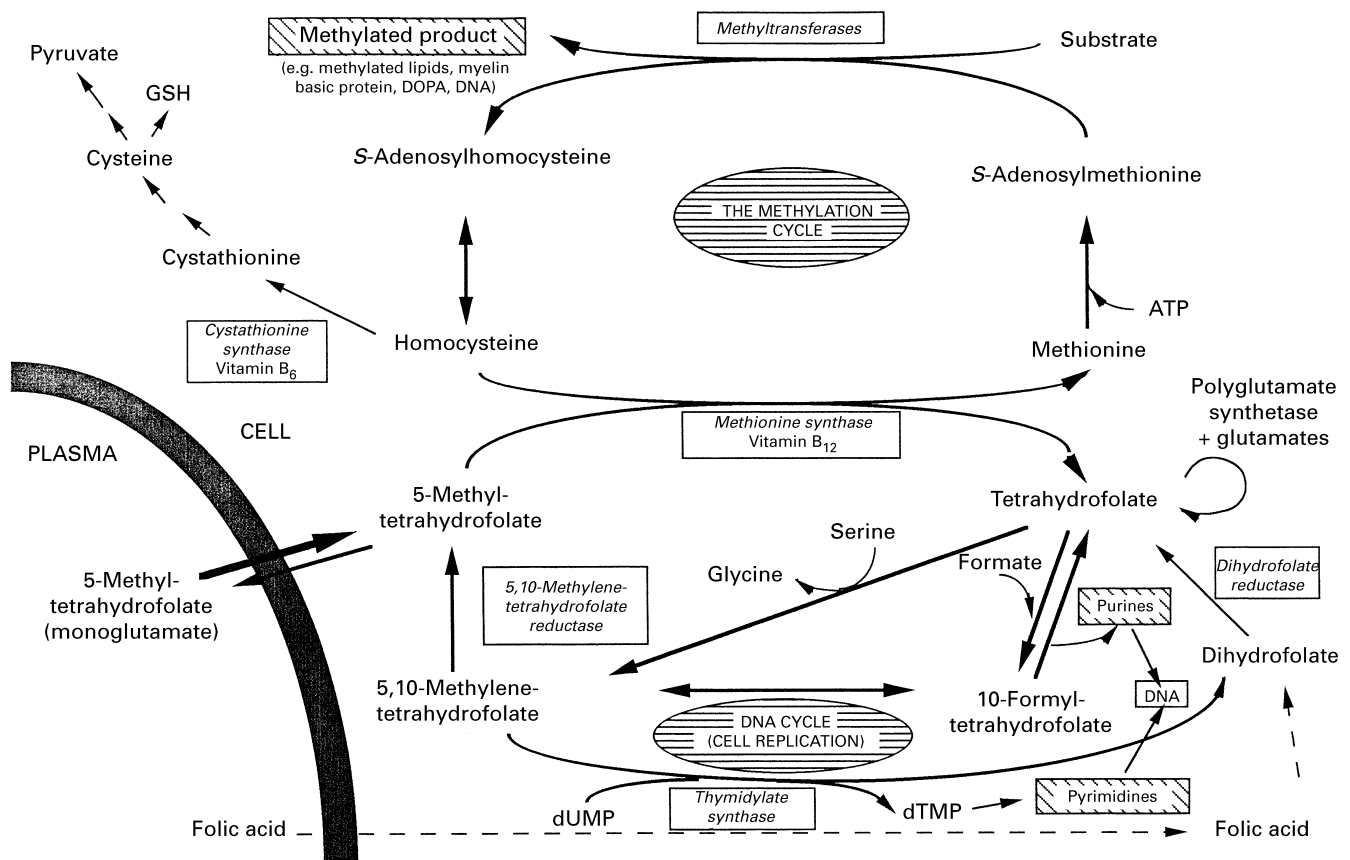 Methyltransferases
Methylated product
Substrate
Pyruvate
(e.g. methylated lipids, myelin
basic protein, DOPA, DNA)
GSH
Cysteine
S-Adenosylhomocysteine
S-Adenosylmethionine
THE METHYLATION
CYCLE
Cystathionine
ATP
Cystathionine
synthase
Vitamin B6
Homocysteine
Methionine
Polyglutamate
synthetase
+ glutamates
CELL
PLASMA
Methionine synthase
Vitamin B12
5-Methyl-
tetrahydrofolate
Tetrahydrofolate
Serine
Glycine
Formate
Dihydrofolate
reductase
5-Methyl-
tetrahydrofolate
(monoglutamate)
5,10-Methylene-
tetrahydrofolate
reductase
Purines
Dihydrofolate
5,10-Methylene-
tetrahydrofolate
DNA
10-Formyl-
tetrahydrofolate
DNA CYCLE
(CELL REPLICATION)
Thymidylate
synthase
Pyrimidines
dUMP
dTMP
Folic acid
Folic acid